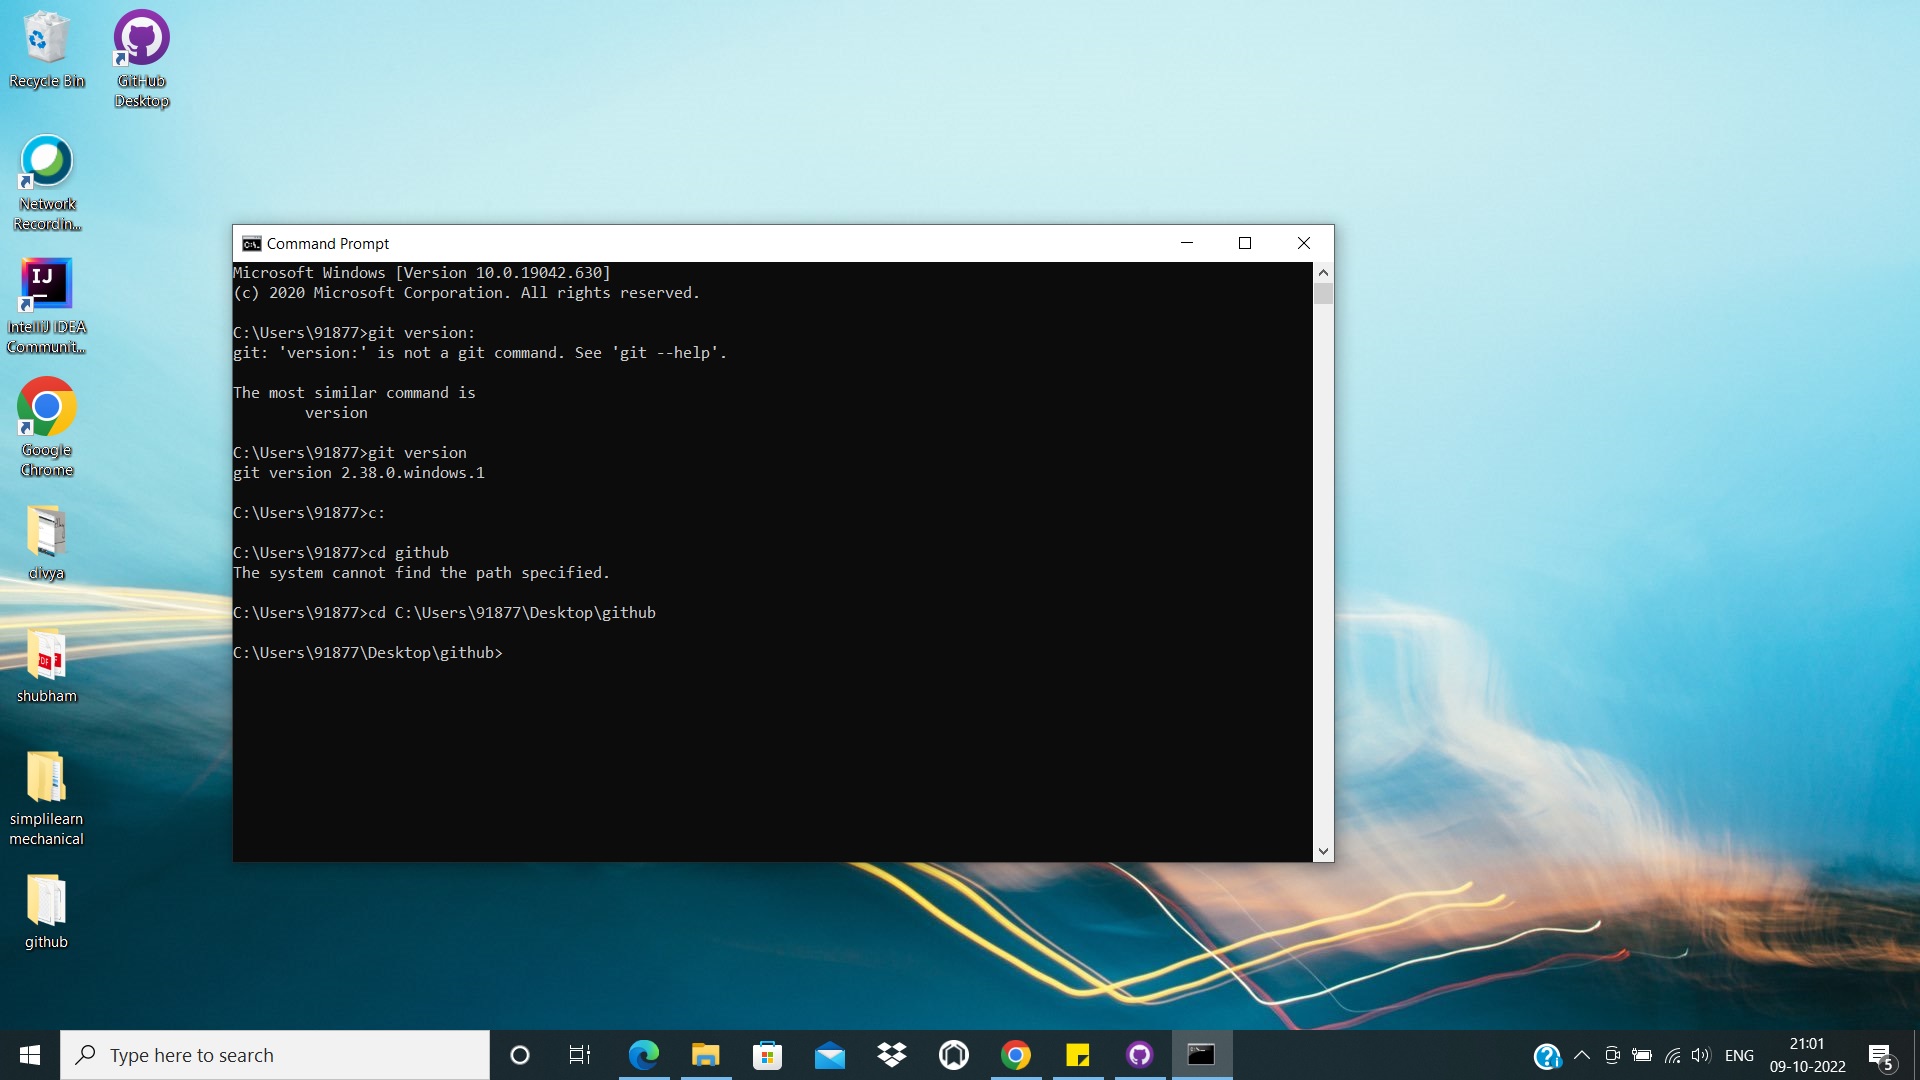 Recycle Bin
GitHub
Desktop
Network
Recordin...
IntelliJ IDEA
Communit...
Google
Chrome
divya
shubham
simplilearn
mechanical
github
Command Prompt
Microsoft Windows [Version 10.0.19042.630]
(c) 2020 Microsoft Corporation. All rights reserved.
C:\Users\91877>git version:
git: 'version:' is not a git command. See 'git --help'.
The most similar command is
version
C:\Users\91877>git version
git version 2.38.0.windows.1
C:\Users\91877>c:
C:\Users\91877>cd github
The system cannot find the path specified.
C:\Users\91877>cd C:\Users\91877\Desktop\github
C:\Users\91877\Desktop\github>
Type here to search
ENG
21:01
09-10-2022
5